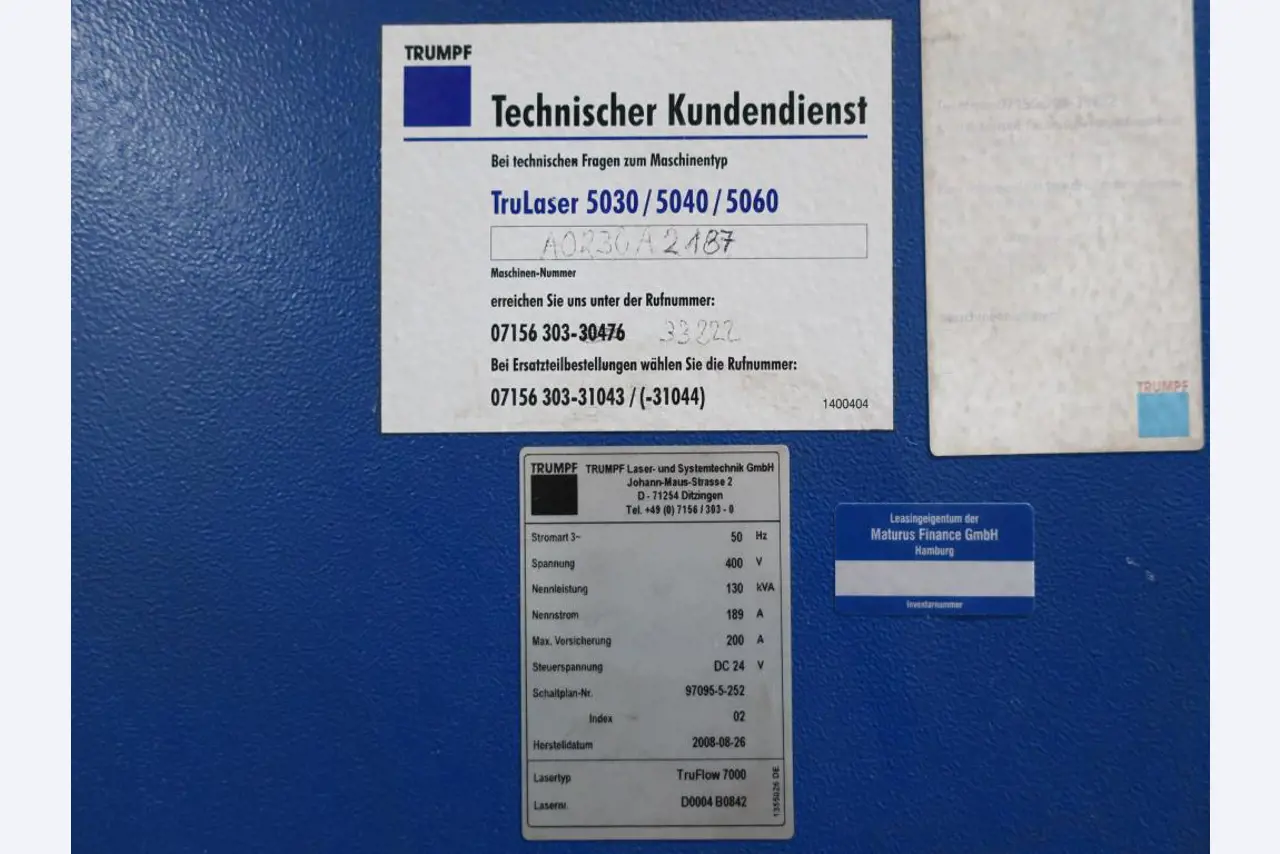 TRUMPF
Technischer Kundendienst
Bei technischen Fragen zum Maschinentyp
TruLaser 5030 / 5040 / 5060
A0230A2187
Maschinen-Nummer
erreichen Sie uns unter der Rufnummer:
07156 303-30476 33222
Bei Ersatzteilbestellungen wählen Sie die Rufnummer:
07156 303-31043 / (-31044)
1400404
TRUMPF
TRUMPF TRUMPF Laser- und Systemtechnik GmbH
Johann-Maus-Strasse 2
D - 71254 Ditzingen
Tel. +49 (0) 7156 / 303 - 0
Stromart 3~ 50 Hz
Spannung 400 V
Nennleistung 130 kVA
Nennstrom 189 A
Max. Versicherung 200 A
Steuerspannung DC 24 V
Schaltplan-Nr. 97095-5-252
Index 02
Herstelldatum 2008-08-26
Lasertyp TruFlow 7000
Lasernr. D0004 B0842
1355026 DE
Leasingeigentum der
Maturus Finance GmbH
Hamburg
Inventarnummer